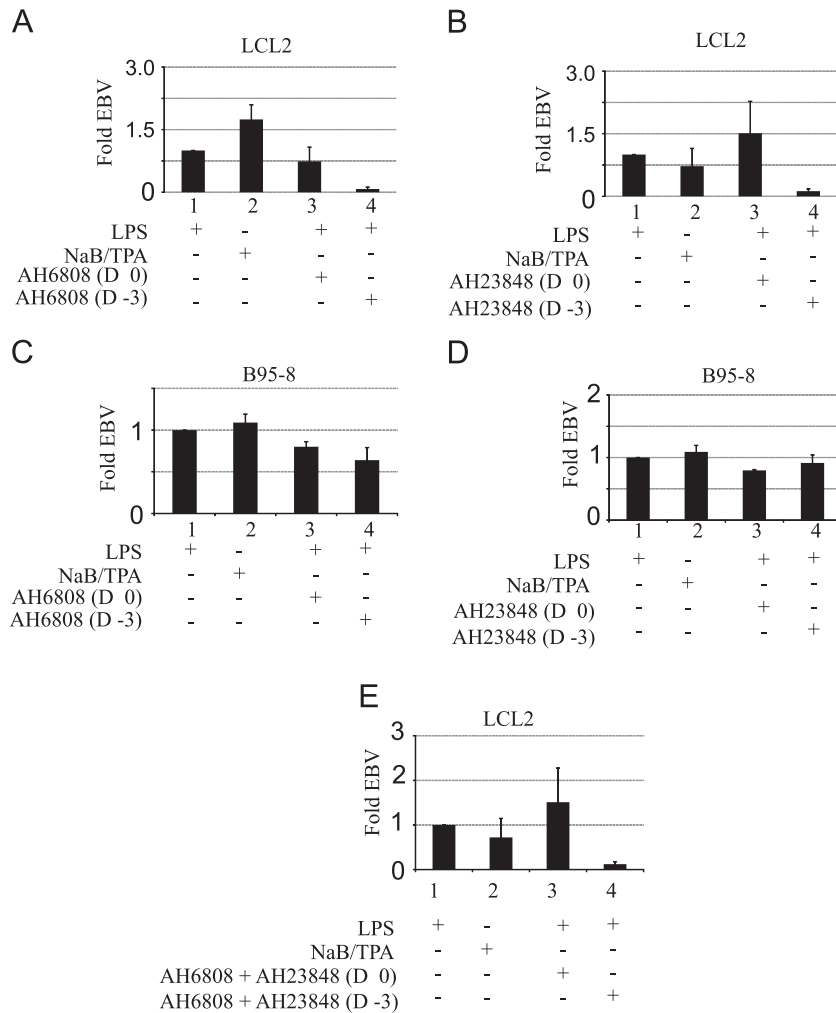 A
LCL2
Fold EBV
3.0
1.5
0
1 2 3 4
LPS + - + +
NaB/TPA - + - -
AH6808 (D 0) - - + -
AH6808 (D -3) - - - +
B
LCL2
Fold EBV
3.0
1.5
0
1 2 3 4
LPS + - + +
NaB/TPA - + - -
AH23848 (D 0) - - + -
AH23848 (D -3) - - - +
C
B95-8
Fold EBV
1
0
1 2 3 4
LPS + - + +
NaB/TPA - + - -
AH6808 (D 0) - - + -
AH6808 (D -3) - - - +
D
B95-8
Fold EBV
2
1
0
1 2 3 4
LPS + - + +
NaB/TPA - + - -
AH23848 (D 0) - - + -
AH23848 (D -3) - - - +
E
LCL2
Fold EBV
3
2
1
0
1 2 3 4
LPS + - + +
NaB/TPA - + - -
AH6808 + AH23848 (D 0) - - + -
AH6808 + AH23848 (D -3) - - - +